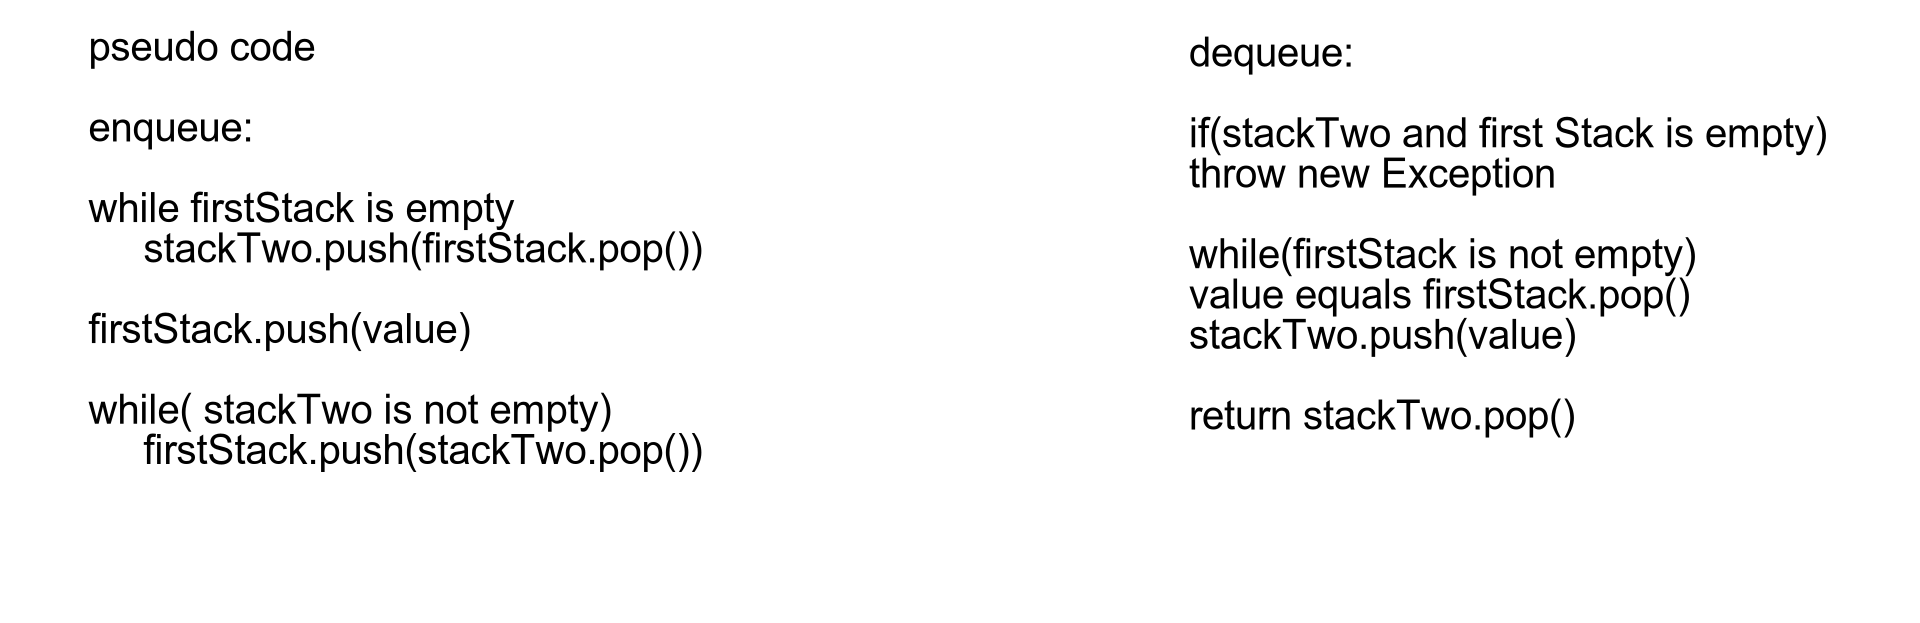 pseudo code
enqueue:
while firstStack is empty
stackTwo.push(firstStack.pop())
firstStack.push(value)
while( stackTwo is not empty)
firstStack.push(stackTwo.pop())
dequeue:
if(stackTwo and first Stack is empty)
throw new Exception
while(firstStack is not empty)
value equals firstStack.pop()
stackTwo.push(value)
return stackTwo.pop()